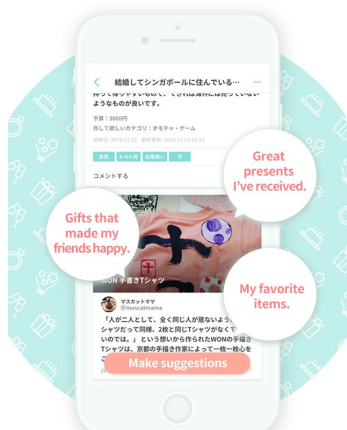 結婚してシンガポールに住んでいる…
ようなものが良いです。
予算：3000円
外して欲しいカテゴリ：オモチャ・ゲーム
コメントする
Great
presents
I've received.
Gifts that
made my
friends happy.
WON 手書きTシャツ
My favorite
items.
マスカットママ
@muscatmama
「人が二人として、全く同じ人が居ないよう
シャツだって同様、2枚と同じTシャツがなくて
いのでは。」という想いから作られたWONの手描き
Tシャツは、京都の手描き作家によって一枚一枚心を
Make suggestions